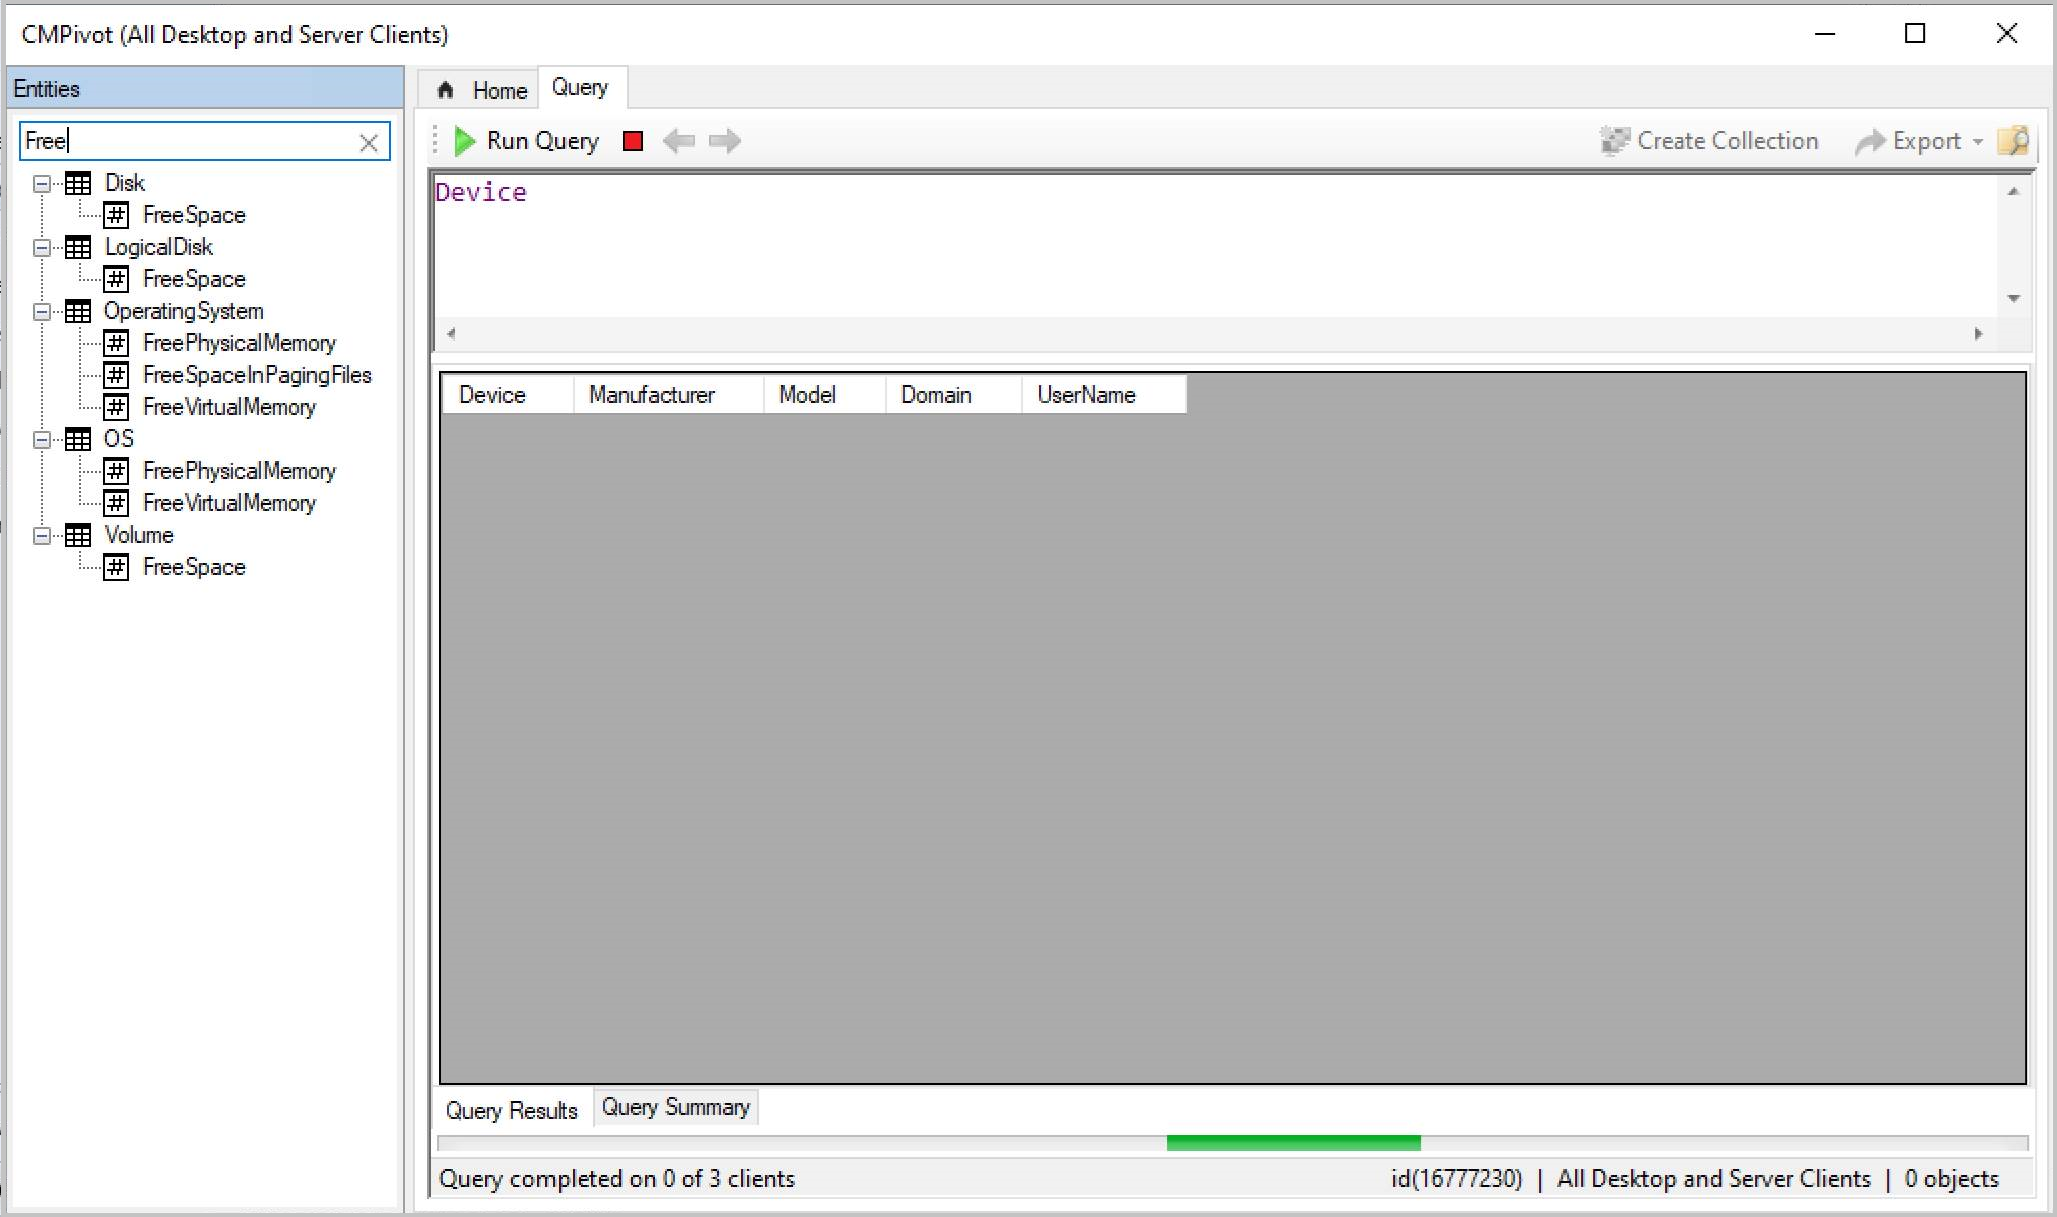 CMPivot (All Desktop and Server Clients)
Entities
Free
Disk
FreeSpace
LogicalDisk
FreeSpace
OperatingSystem
FreePhysicalMemory
FreeSpaceInPagingFiles
FreeVirtualMemory
OS
FreePhysicalMemory
FreeVirtualMemory
Volume
FreeSpace
Home Query
Run Query Create Collection Export
Device
Device Manufacturer Model Domain UserName
Query Results Query Summary
Query completed on 0 of 3 clients id(16777230) | All Desktop and Server Clients | 0 objects